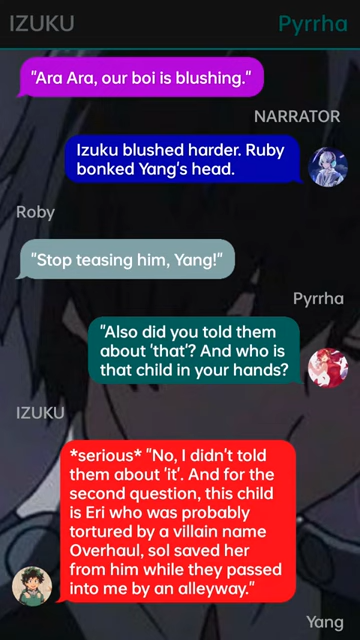 IZUKU
Pyrrha
"Ara Ara, our boi is blushing."
NARRATOR
Izuku blushed harder. Ruby
bonked Yang's head.
Roby
"Stop teasing him, Yang!"
Pyrrha
"Also did you told them
about 'that'? And who is
that child in your hands?
IZUKU
*serious* "No, I didn't told
them about 'it'. And for the
second question, this child
is Eri who was probably
tortured by a villain name
Overhaul, soI saved her
from him while they passed
into me by an alleyway."
Yang